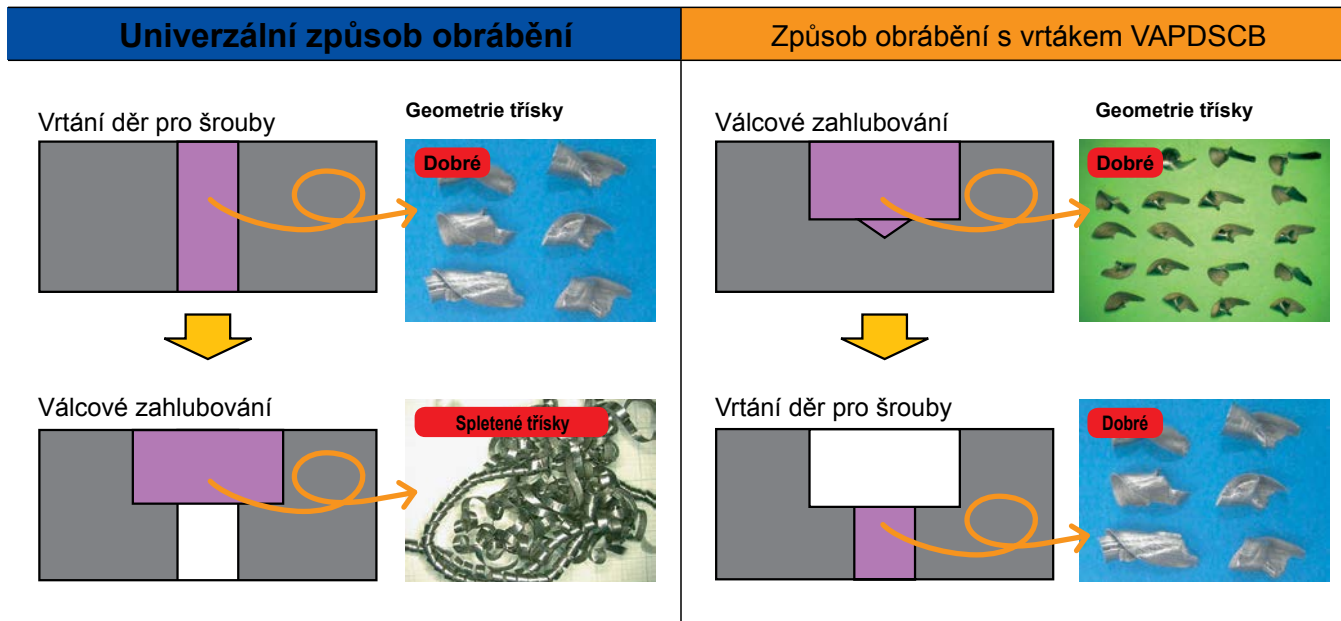 Univerzální způsob obrábění
Vrtání děr pro šrouby
Geometrie třísky
Dobré
Válcové zahlubování
Spletené třísky
Způsob obrábění s vrtákem VAPDSCB
Válcové zahlubování
Geometrie třísky
Dobré
Vrtání děr pro šrouby
Dobré